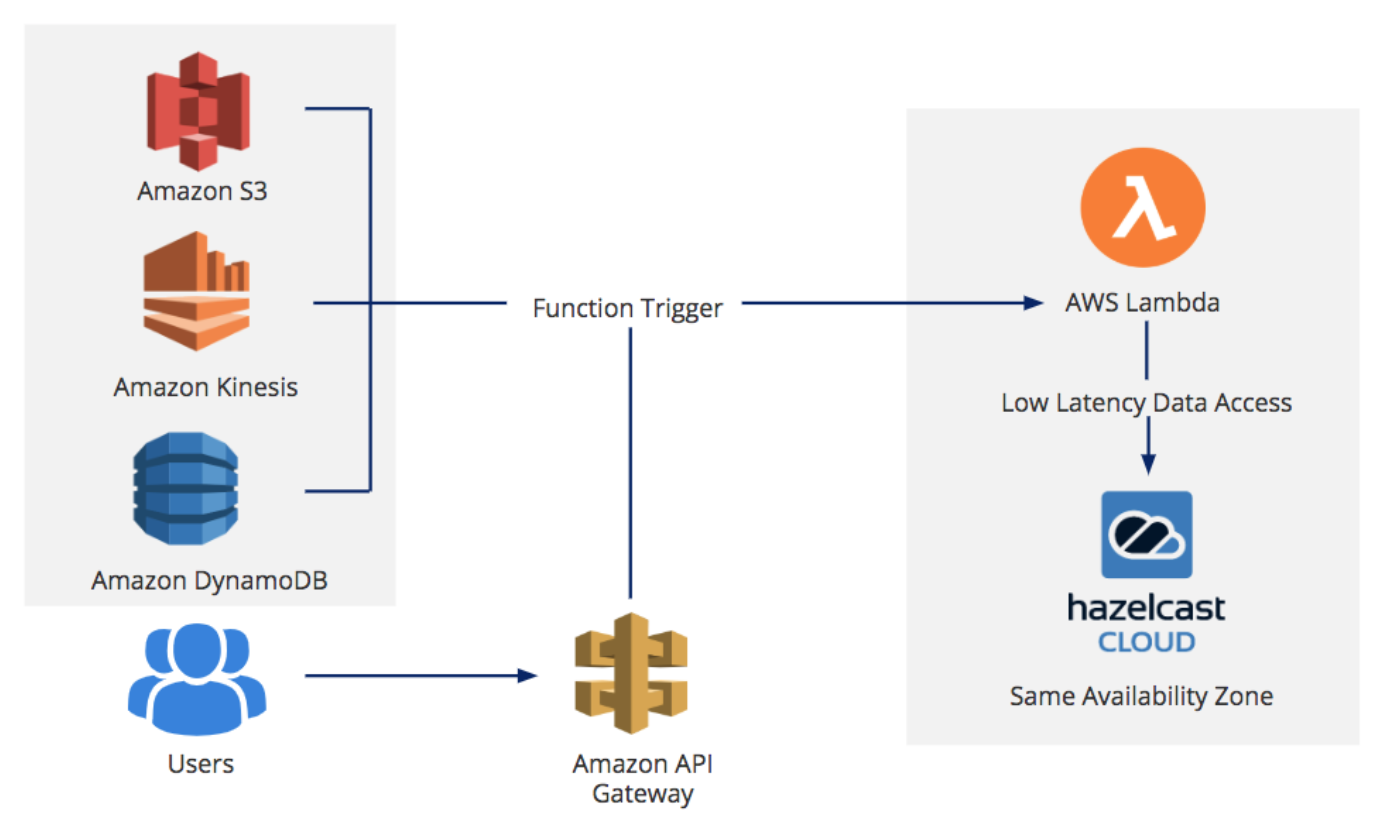 Amazon S3
Amazon Kinesis
Amazon DynamoDB
Users
Function Trigger
Amazon API
Gateway
AWS Lambda
Low Latency Data Access
hazelcast
CLOUD
Same Availability Zone